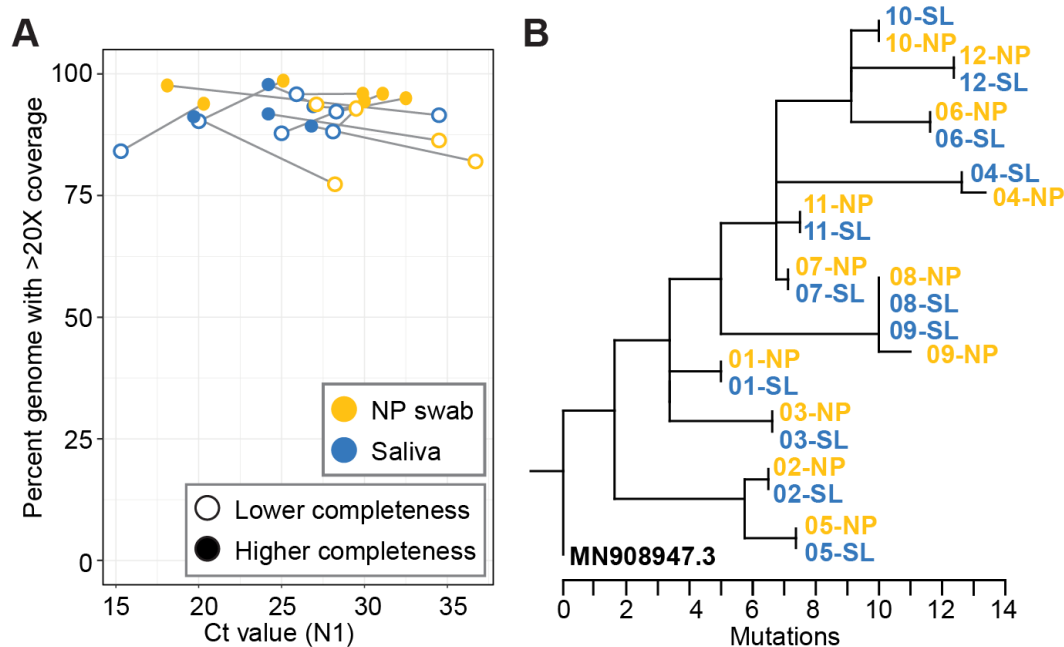 A
Percent genome with >20X coverage
100
75
50
25
0
15 20 25 30 35
Ct value (N1)
NP swab
Saliva
Lower completeness
Higher completeness
B
10-SL
10-NP
12-NP
12-SL
06-NP
06-SL
04-SL
04-NP
11-NP
11-SL
07-NP
07-SL
08-NP
08-SL
09-SL
09-NP
01-NP
01-SL
03-NP
03-SL
02-NP
02-SL
05-NP
05-SL
MN908947.3
0 2 4 6 8 10 12 14
Mutations